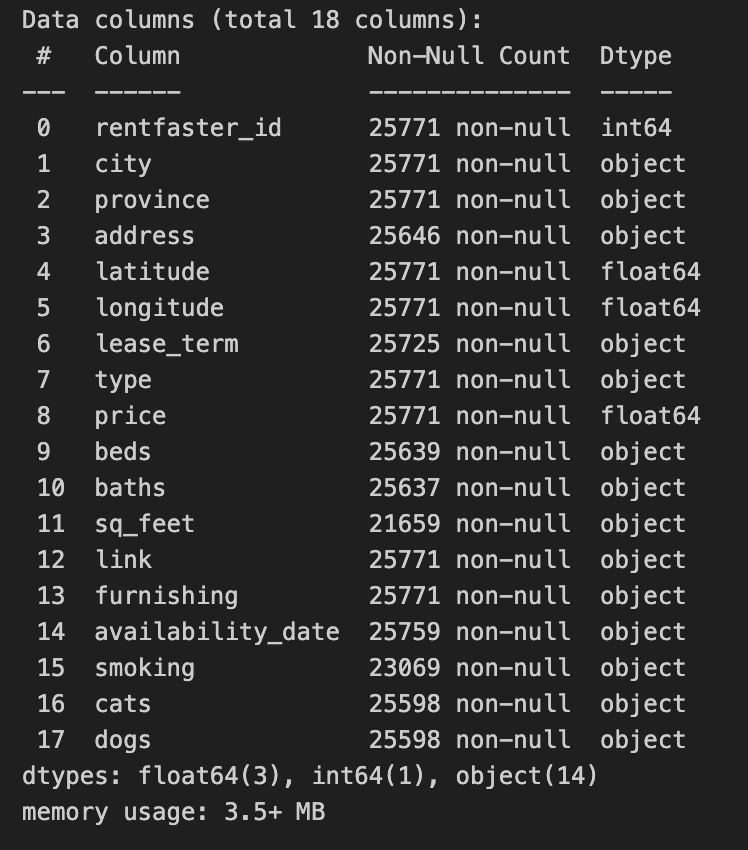 Data columns (total 18 columns):
 #   Column             Non-Null Count  Dtype
---  ------             --------------  -----
 0   rentfaster_id      25771 non-null  int64
 1   city               25771 non-null  object
 2   province           25771 non-null  object
 3   address            25646 non-null  object
 4   latitude           25771 non-null  float64
 5   longitude          25771 non-null  float64
 6   lease_term         25725 non-null  object
 7   type               25771 non-null  object
 8   price              25771 non-null  float64
 9   beds               25639 non-null  object
 10  baths              25637 non-null  object
 11  sq_feet            21659 non-null  object
 12  link               25771 non-null  object
 13  furnishing         25771 non-null  object
 14  availability_date  25759 non-null  object
 15  smoking            23069 non-null  object
 16  cats               25598 non-null  object
 17  dogs               25598 non-null  object
dtypes: float64(3), int64(1), object(14)
memory usage: 3.5+ MB